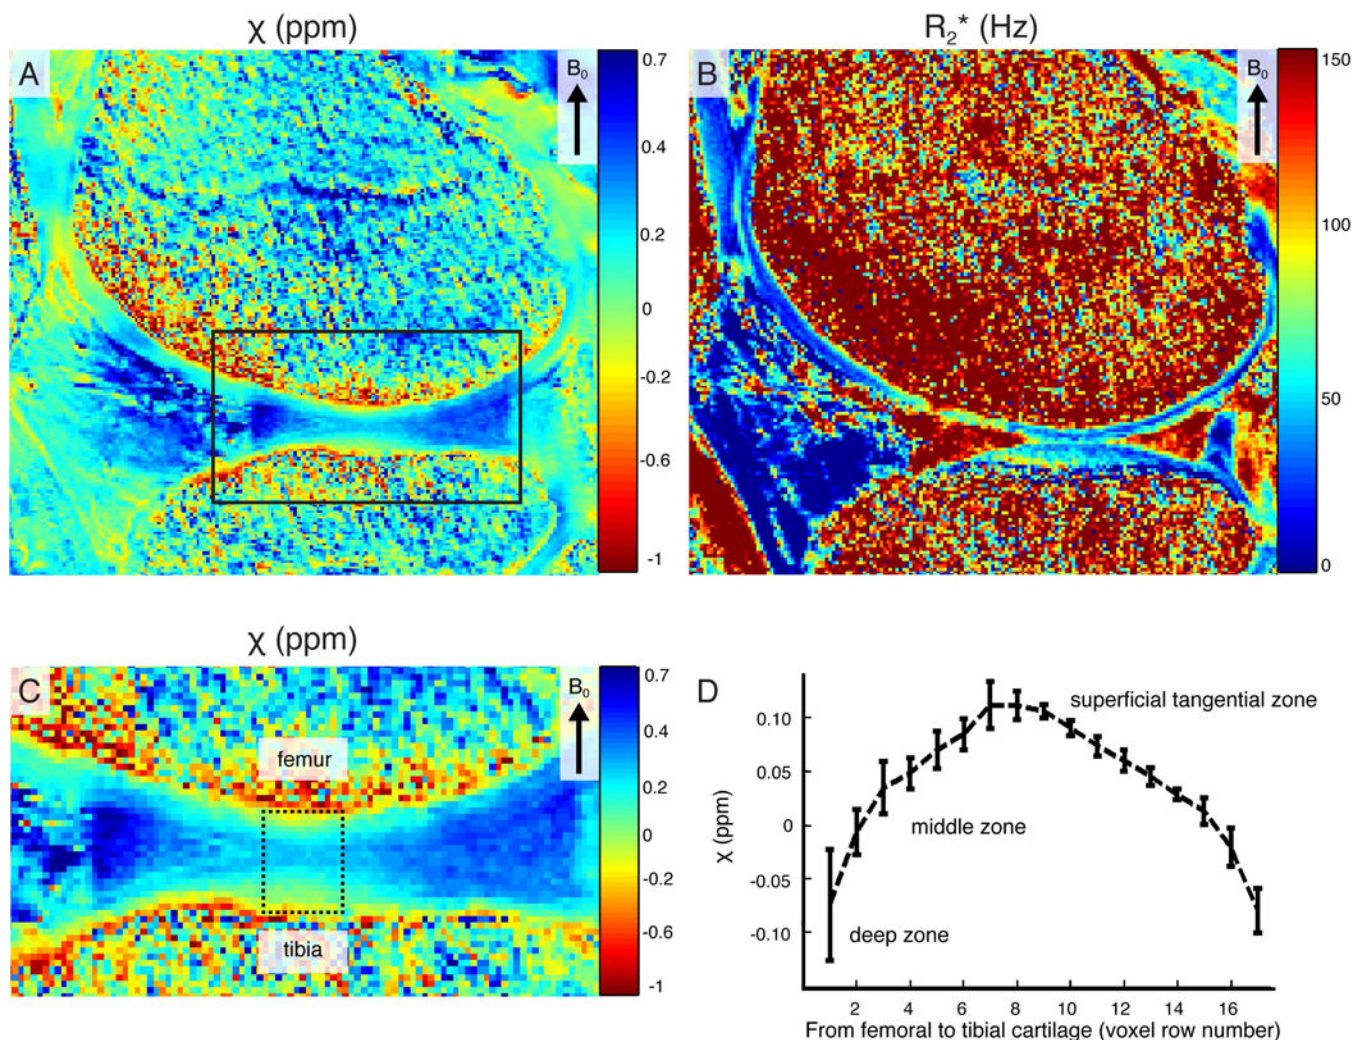 χ (ppm)
R₂* (Hz)
A
B₀
0.7
0.4
0.2
0
-0.2
-0.6
-1
B
B₀
150
100
50
0
χ (ppm)
C
B₀
femur
tibia
0.7
0.4
0.2
0
-0.2
-0.6
-1
D
χ (ppm)
0.10
0.05
0
-0.05
-0.10
superficial tangential zone
middle zone
deep zone
2 4 6 8 10 12 14 16
From femoral to tibial cartilage (voxel row number)